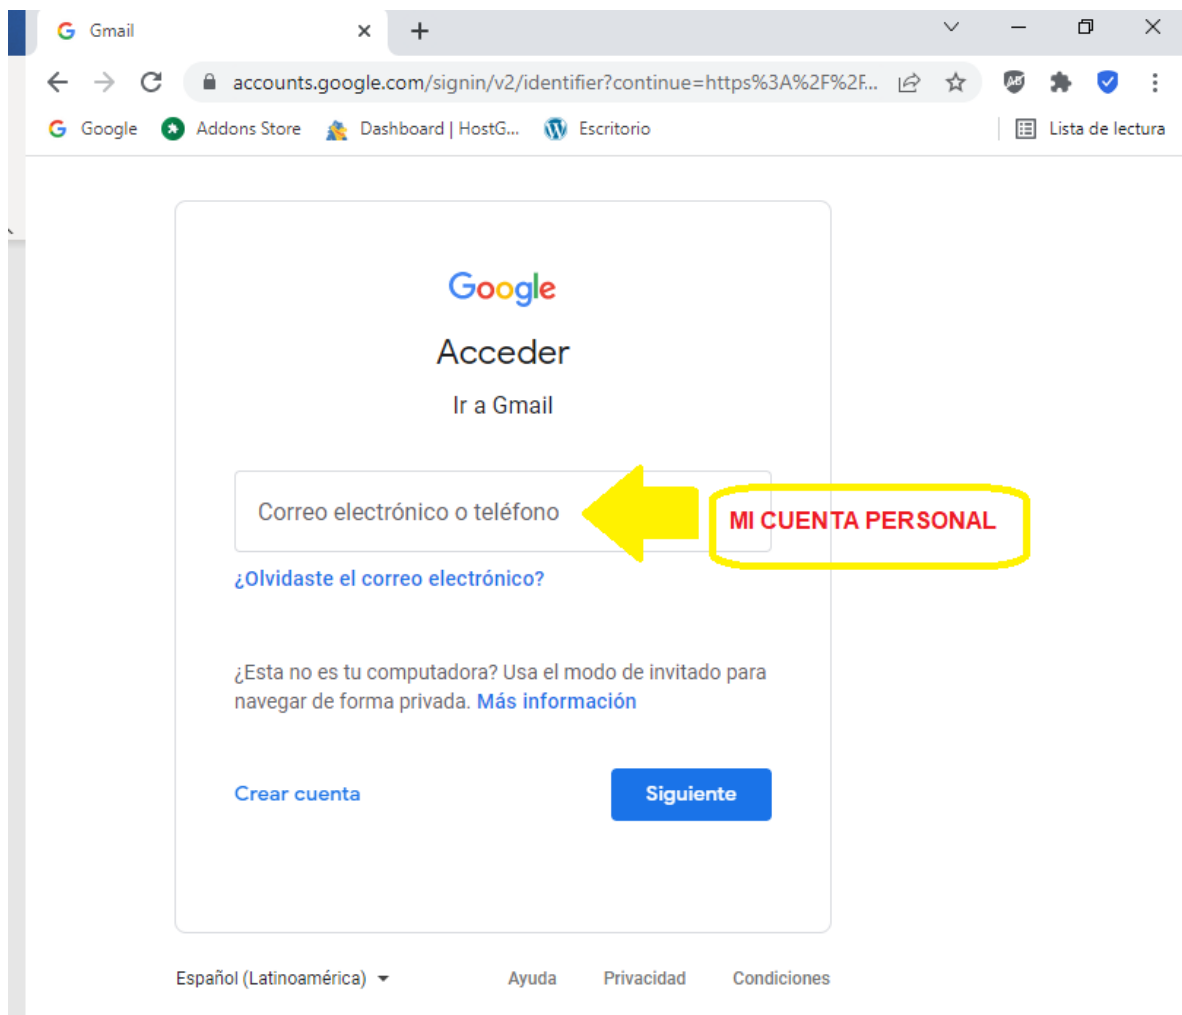 Gmail
accounts.google.com/signin/v2/identifier?continue=https%3A%2F%2F...
Google Addons Store Dashboard | HostG... Escritorio Lista de lectura
Google
Acceder
Ir a Gmail
Correo electrónico o teléfono
MI CUENTA PERSONAL
¿Olvidaste el correo electrónico?
¿Esta no es tu computadora? Usa el modo de invitado para
navegar de forma privada. Más información
Crear cuenta Siguiente
Español (Latinoamérica) Ayuda Privacidad Condiciones